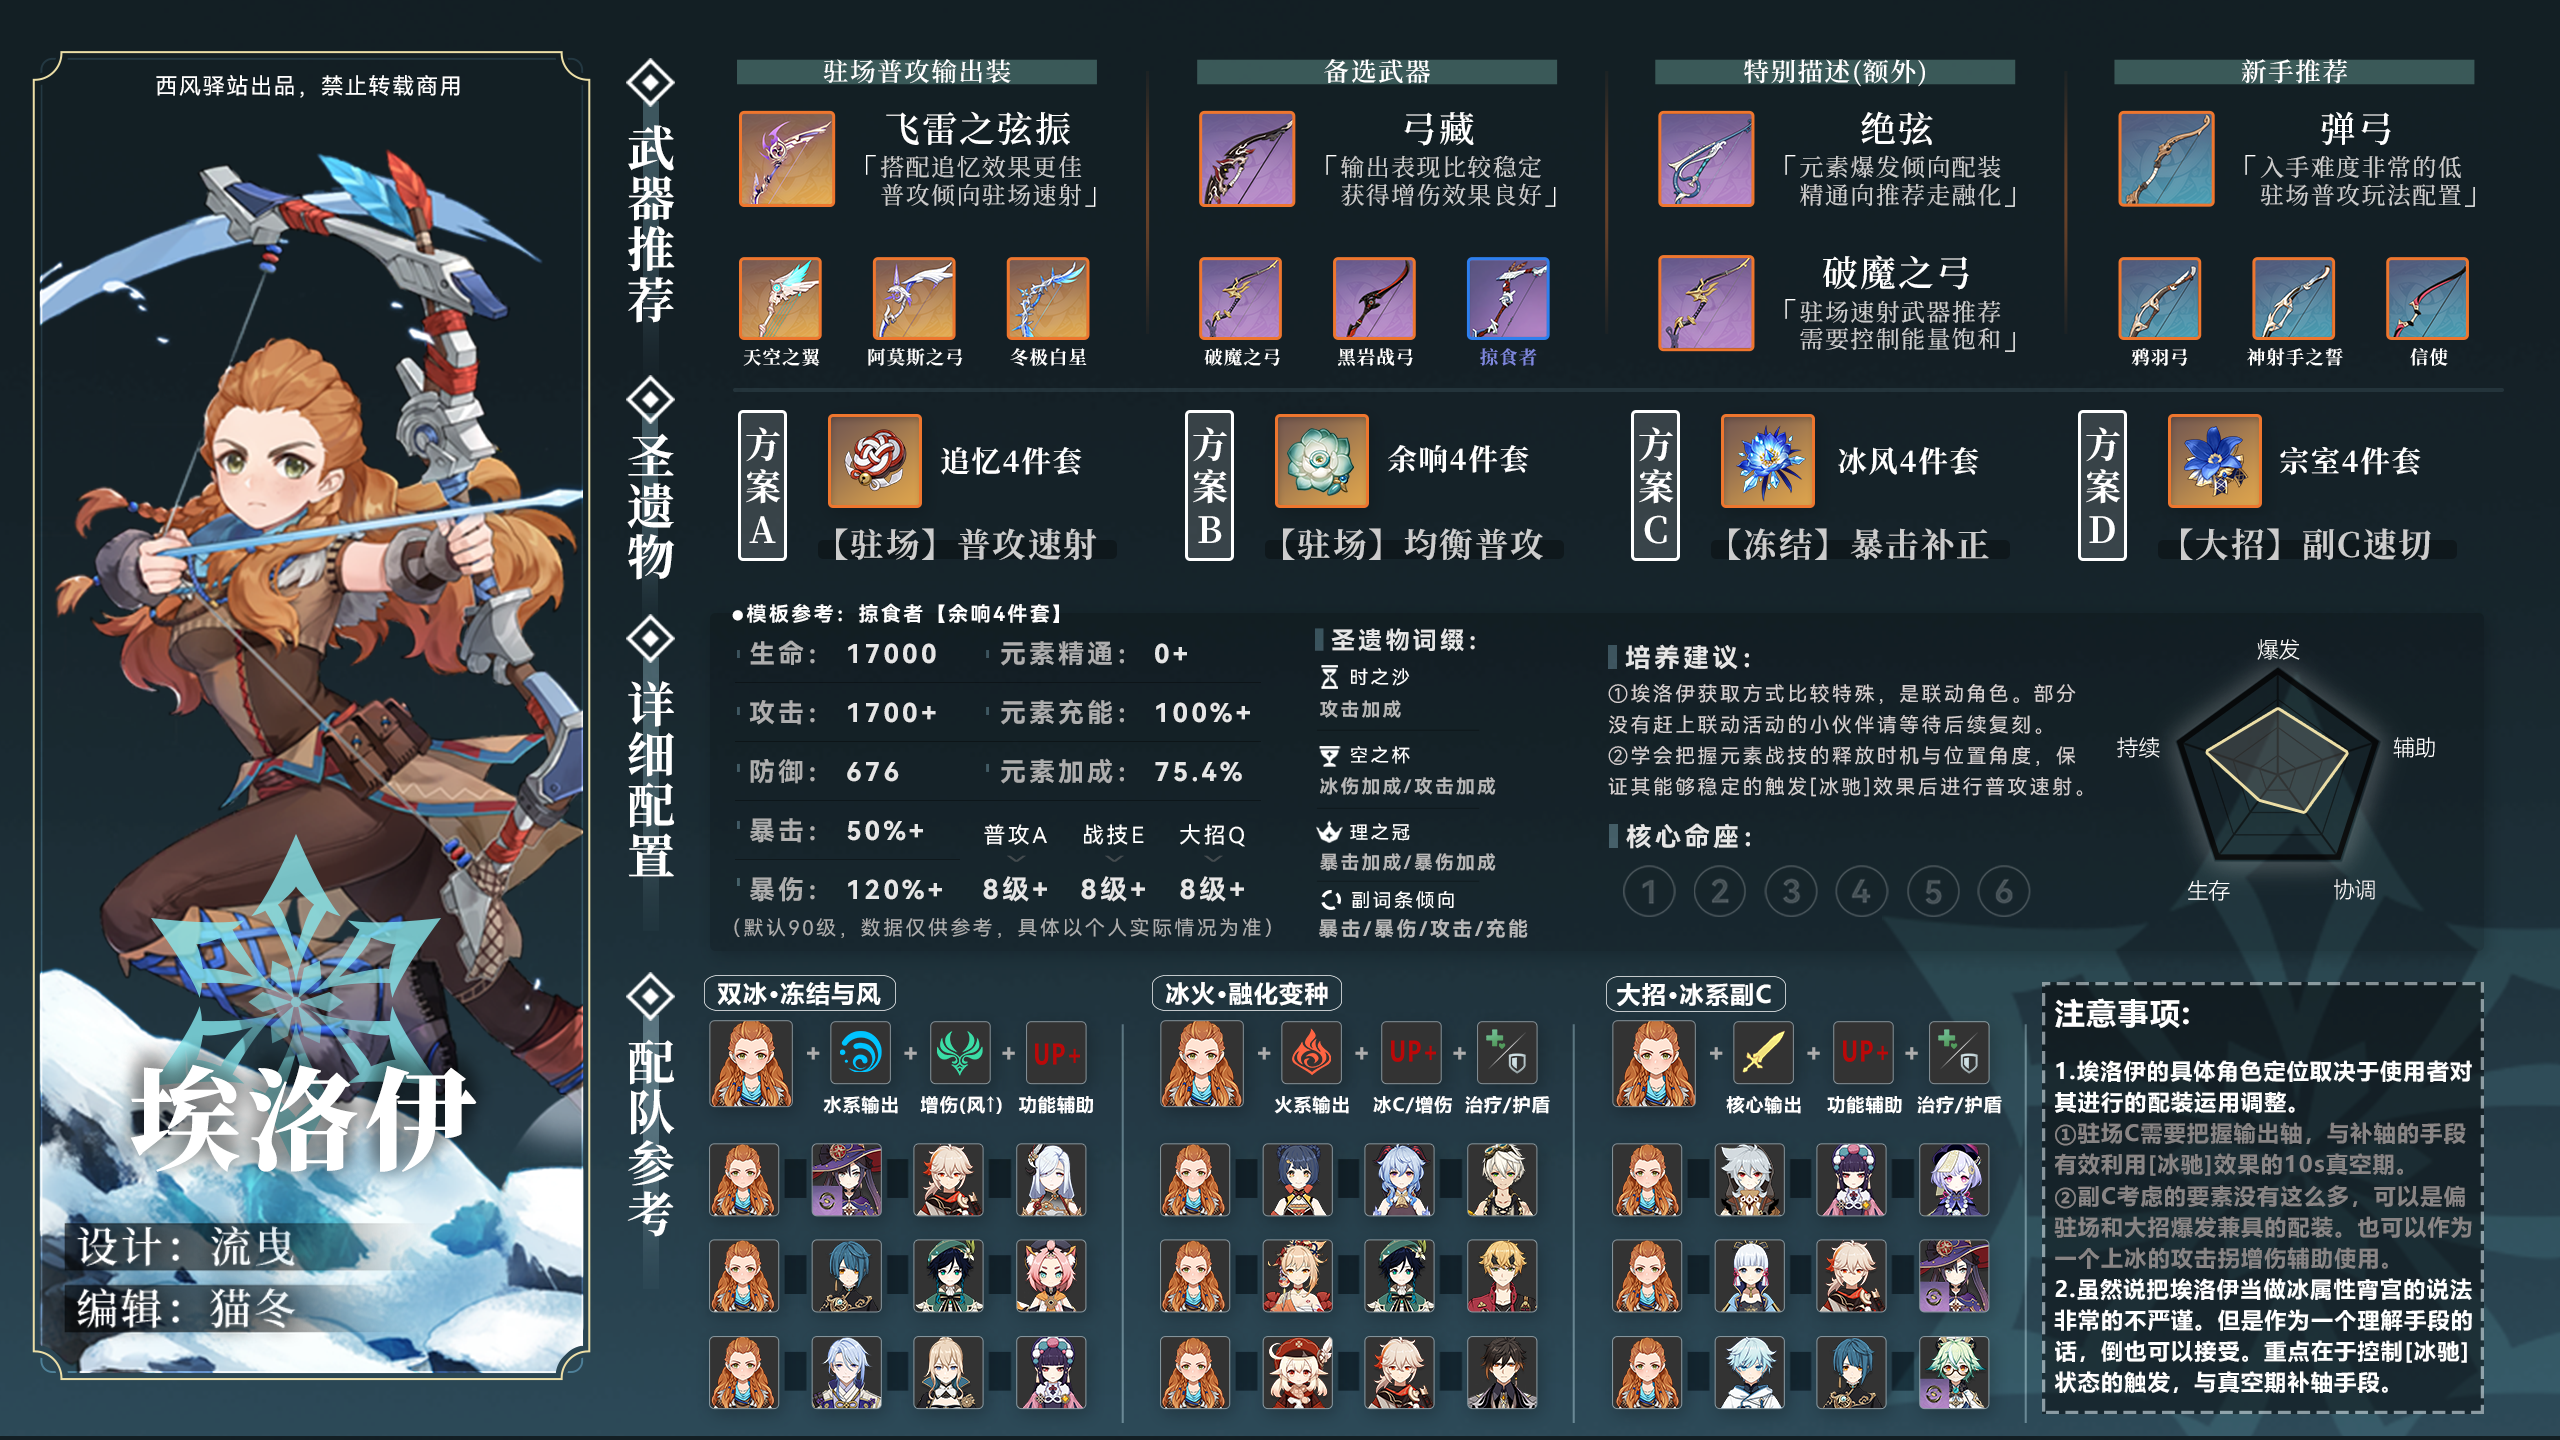 西风驿站出品，禁止转载商用
埃洛伊
设计：流曳
编辑：猫冬
武器推荐
驻场普攻输出装
飞雷之弦振
「搭配追忆效果更佳
普攻倾向驻场速射」
天空之翼
阿莫斯之弓
冬极白星
备选武器
弓藏
「输出表现比较稳定
获得增伤效果良好」
破魔之弓
黑岩战弓
掠食者
特别描述(额外)
绝弦
「元素爆发倾向配装
精通向推荐走融化」
破魔之弓
「驻场速射武器推荐
需要控制能量饱和」
新手推荐
弹弓
「入手难度非常的低
驻场普攻玩法配置」
鸦羽弓
神射手之誓
信使
圣遗物
方案A
追忆4件套
【驻场】普攻速射
方案B
余响4件套
【驻场】均衡普攻
方案C
冰风4件套
【冻结】暴击补正
方案D
宗室4件套
【大招】副C速切
详细配置
●模板参考：掠食者【余响4件套】
生命： 17000 元素精通： 0+
攻击： 1700+ 元素充能： 100%+
防御： 676 元素加成： 75.4%
暴击： 50%+ 普攻A 战技E 大招Q
暴伤： 120%+ 8级+ 8级+ 8级+
(默认90级，数据仅供参考，具体以个人实际情况为准)
圣遗物词缀：
时之沙
攻击加成
空之杯
冰伤加成/攻击加成
理之冠
暴击加成/暴伤加成
副词条倾向
暴击/暴伤/攻击/充能
培养建议：
①埃洛伊获取方式比较特殊，是联动角色。部分
没有赶上联动活动的小伙伴请等待后续复刻。
②学会把握元素战技的释放时机与位置角度，保
证其能够稳定的触发[冰驰]效果后进行普攻速射。
核心命座：
1 2 3 4 5 6
爆发
辅助
协调
生存
持续
配队参考
双冰•冻结与风
+ + + UP+
水系输出 增伤(风↑) 功能辅助
冰火•融化变种
+ + UP+ +
火系输出 冰C/增伤 治疗/护盾
大招•冰系副C
+ + UP+ +
核心输出 功能辅助 治疗/护盾
注意事项:
1.埃洛伊的具体角色定位取决于使用者对
其进行的配装运用调整。
①驻场C需要把握输出轴，与补轴的手段
有效利用[冰驰]效果的10s真空期。
②副C考虑的要素没有这么多，可以是偏
驻场和大招爆发兼具的配装。也可以作为
一个上冰的攻击拐增伤辅助使用。
2.虽然说把埃洛伊当做冰属性宵宫的说法
非常的不严谨。但是作为一个理解手段的
话，倒也可以接受。重点在于控制[冰驰]
状态的触发，与真空期补轴手段。